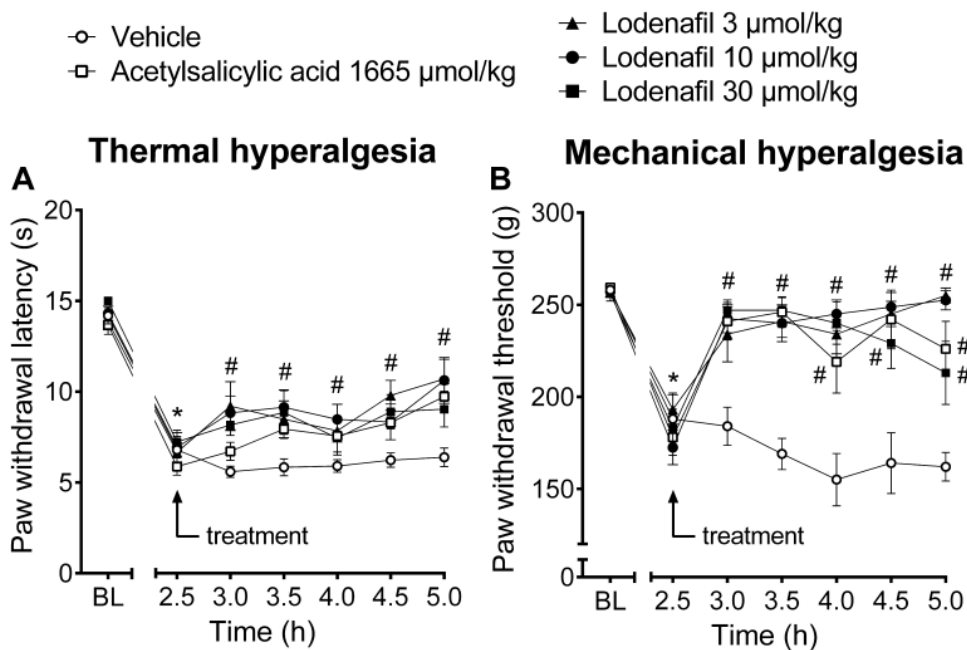 Vehicle
Acetylsalicylic acid 1665 µmol/kg
Lodenafil 3 µmol/kg
Lodenafil 10 µmol/kg
Lodenafil 30 µmol/kg
Thermal hyperalgesia
A
Paw withdrawal latency (s)
20
15
10
5
0
*
#
#
#
#
#
treatment
BL
2.5
3.0
3.5
4.0
4.5
5.0
Time (h)
Mechanical hyperalgesia
B
Paw withdrawal threshold (g)
300
250
200
150
0
*
#
#
#
#
#
#
#
#
#
treatment
BL
2.5
3.0
3.5
4.0
4.5
5.0
Time (h)